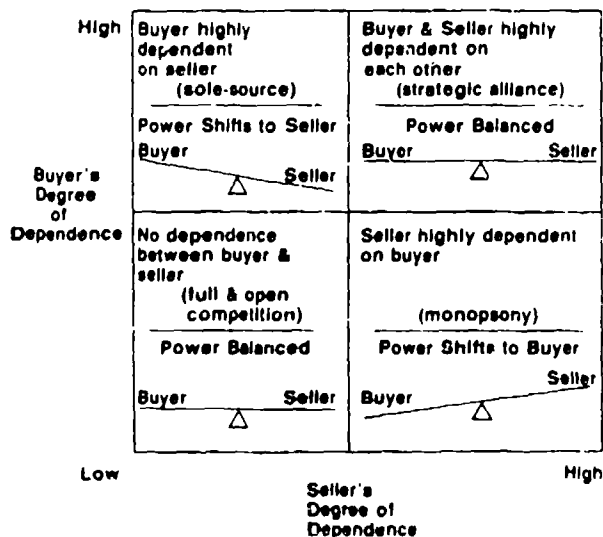 High
Buyer highly
dependent
on seller
(sole-source)
Power Shifts to Seller
Buyer
Seller
Buyer & Seller highly
dependent on
each other
(strategic alliance)
Power Balanced
Buyer Seller
Buyer's
Degree
of
Dependence
No dependence
between buyer &
seller
(full & open
competition)
Power Balanced
Buyer Seller
Seller highly dependent
on buyer
(monopsony)
Power Shifts to Buyer
Seller
Buyer
Low
High
Seller's
Degree of
Dependence